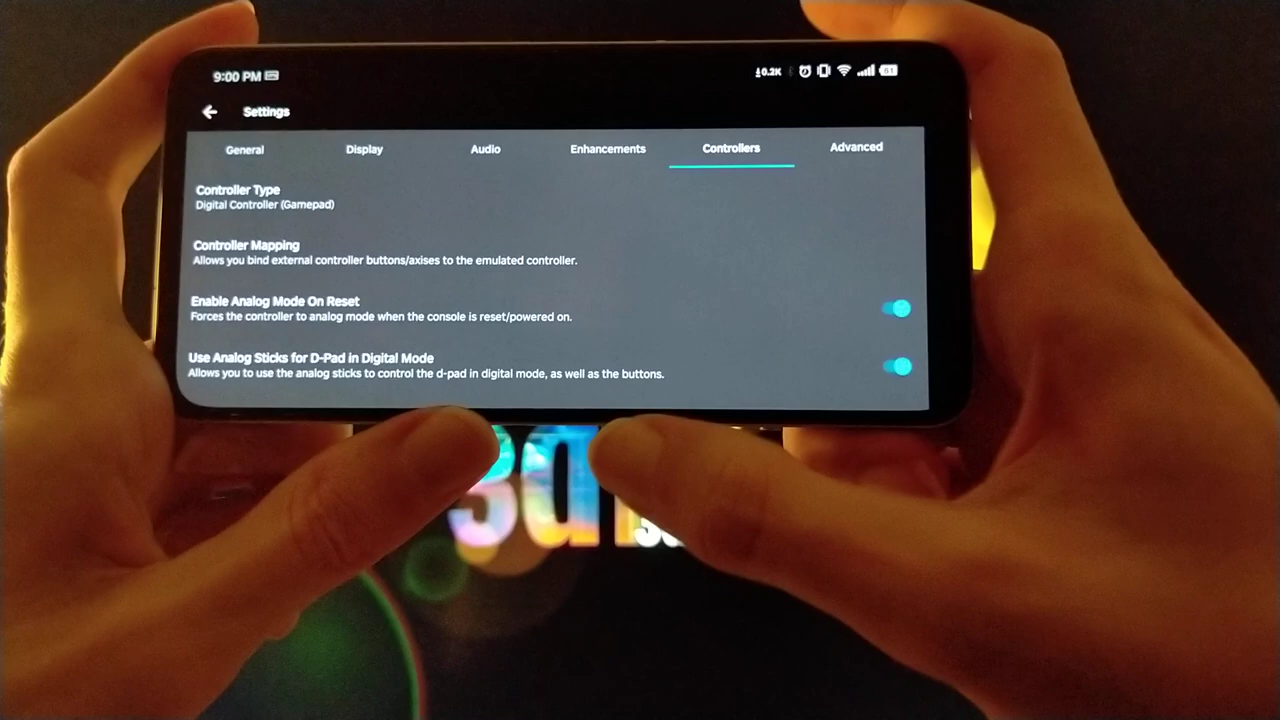 9:00 PM
0.2K 61
Settings
General Display Audio Enhancements Controllers Advanced
Controller Type
Digital Controller (Gamepad)
Controller Mapping
Allows you bind external controller buttons/axises to the emulated controller.
Enable Analog Mode On Reset
Forces the controller to analog mode when the console is reset/powered on.
Use Analog Sticks for D-Pad in Digital Mode
Allows you to use the analog sticks to control the d-pad in digital mode, as well as the buttons.